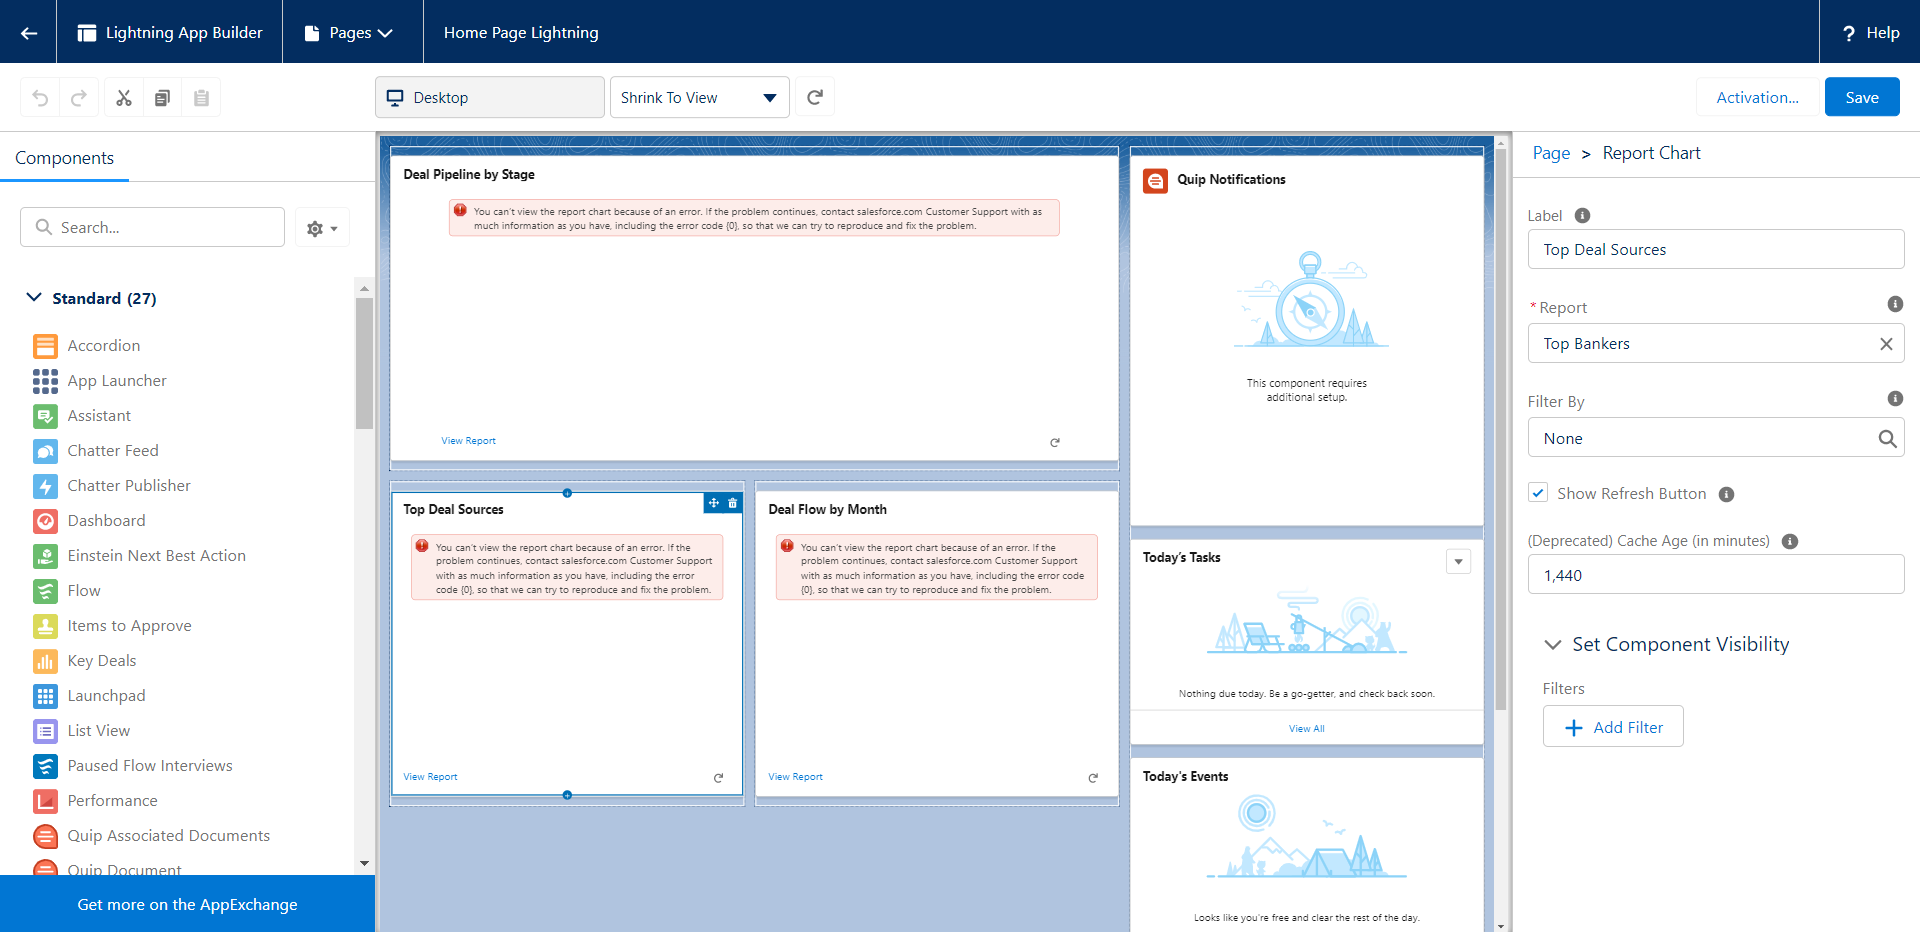 Lightning App Builder
Pages
Home Page Lightning
? Help
Desktop
Shrink To View
Activation...
Save
Components
Search...
Standard (27)
Accordion
App Launcher
Assistant
Chatter Feed
Chatter Publisher
Dashboard
Einstein Next Best Action
Flow
Items to Approve
Key Deals
Launchpad
List View
Paused Flow Interviews
Performance
Quip Associated Documents
Quip Document
Get more on the AppExchange
Deal Pipeline by Stage
You can't view the report chart because of an error. If the problem continues, contact salesforce.com Customer Support with as
much information as you have, including the error code {0}, so that we can try to reproduce and fix the problem.
View Report
Top Deal Sources
You can't view the report chart because of an error. If the
problem continues, contact salesforce.com Customer Support
with as much information as you have, including the error
code {0}, so that we can try to reproduce and fix the problem.
View Report
Deal Flow by Month
You can't view the report chart because of an error. If the
problem continues, contact salesforce.com Customer Support
with as much information as you have, including the error code
{0}, so that we can try to reproduce and fix the problem.
View Report
Quip Notifications
This component requires
additional setup.
Today's Tasks
Nothing due today. Be a go-getter, and check back soon.
View All
Today's Events
Looks like you're free and clear the rest of the day.
Page > Report Chart
Label
Top Deal Sources
* Report
Top Bankers
Filter By
None
Show Refresh Button
(Deprecated) Cache Age (in minutes)
1,440
Set Component Visibility
Filters
Add Filter